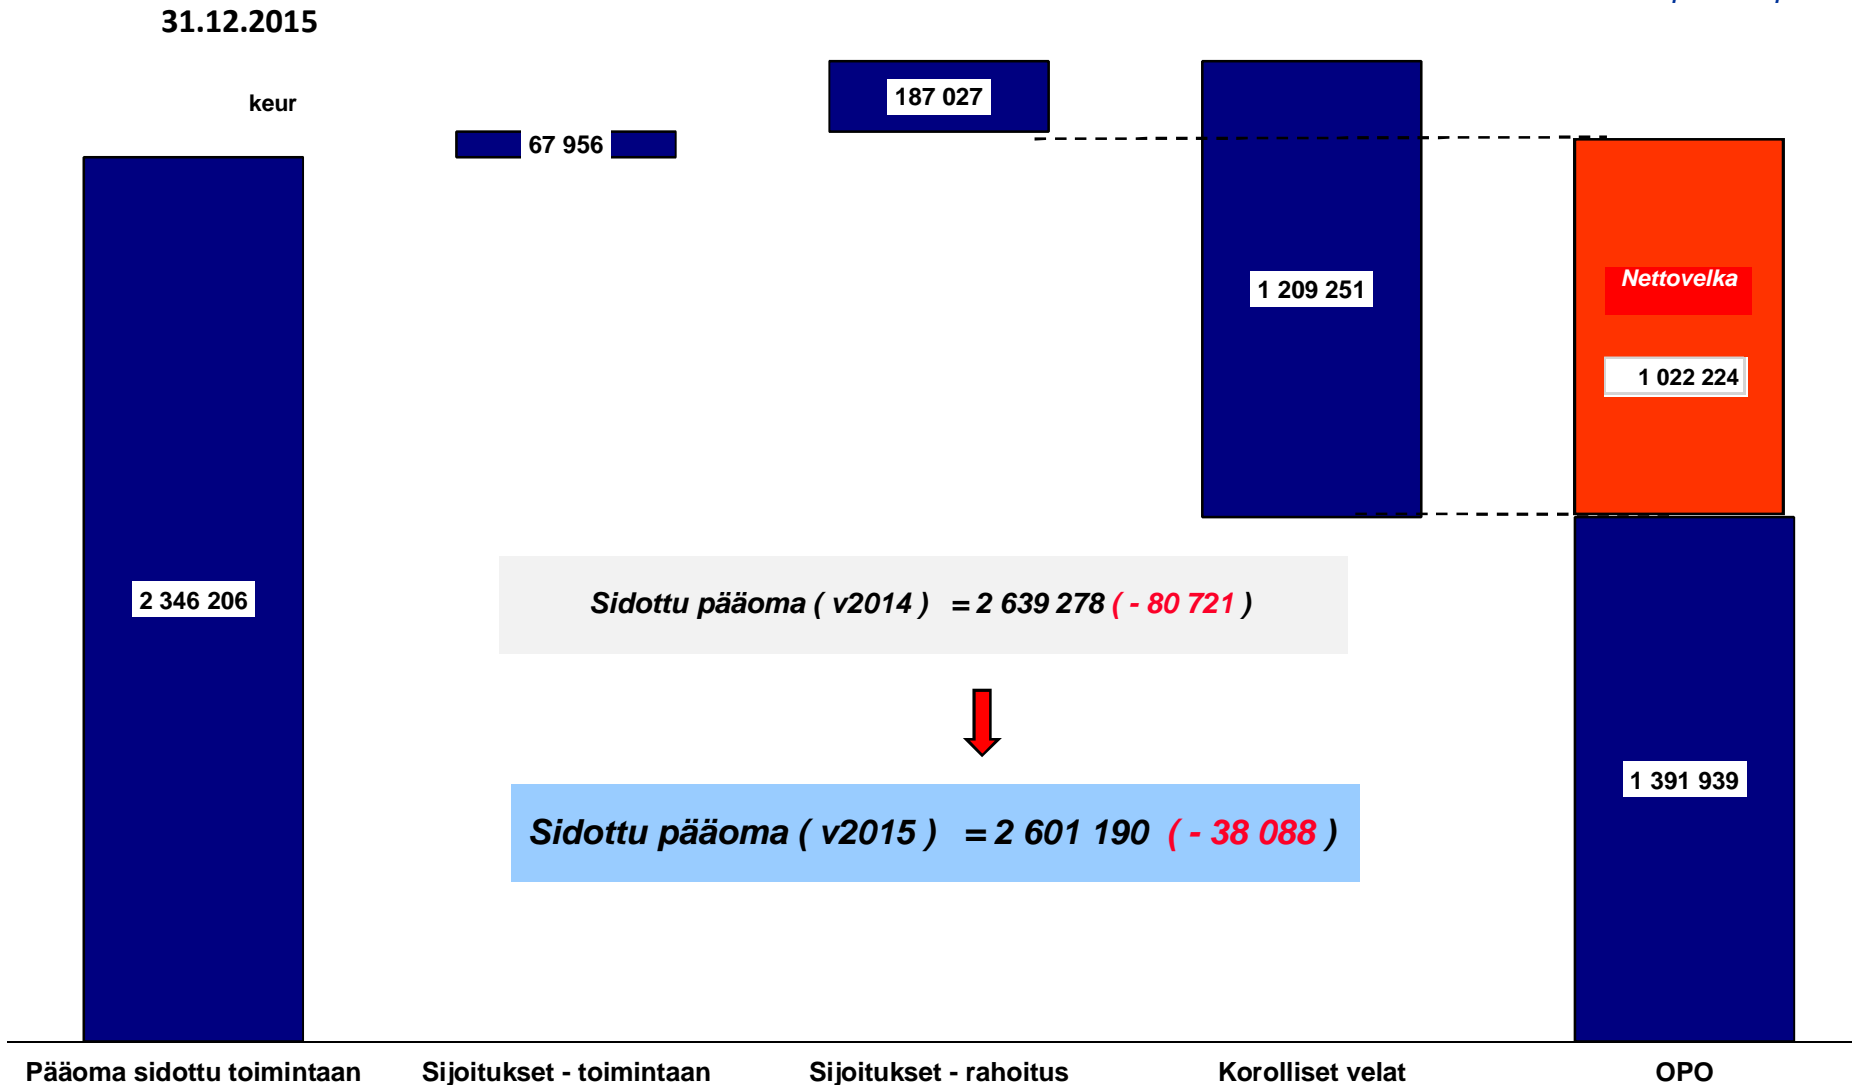 31.12.2015
keur
187 027
67 956
1 209 251
Nettovelka
1 022 224
2 346 206
Sidottu pääoma ( v2014 ) = 2 639 278 ( - 80 721 )
1 391 939
Sidottu pääoma ( v2015 ) = 2 601 190 ( - 38 088 )
Pääoma sidottu toimintaan
Sijoitukset - toimintaan
Sijoitukset - rahoitus
Korolliset velat
OPO